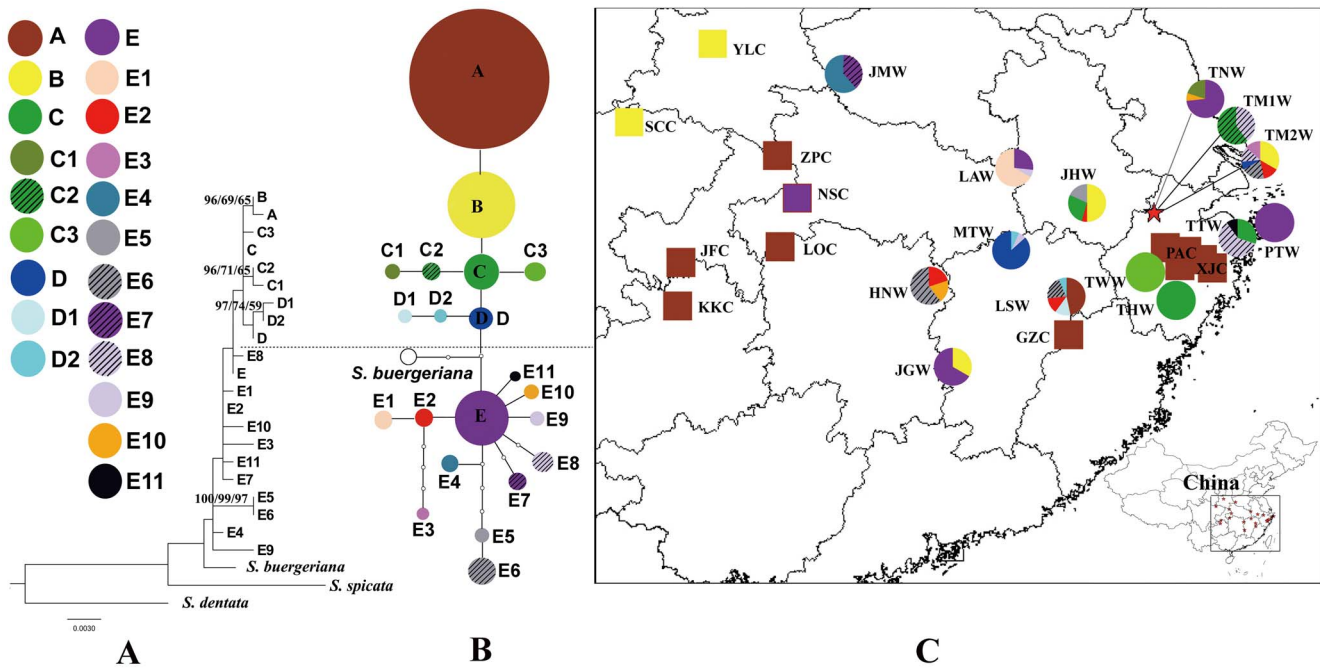 A
B
C
C1
C2
C3
D
D1
D2
E
E1
E2
E3
E4
E5
E6
E7
E8
E9
E10
E11
96/69/65
B
A
C3
C
96/71/65
C2
C1
97/74/59
D1
D2
D
E8
E
E1
E2
E10
E3
E11
E7
100/99/97
E5
E6
E4
E9
S. buergeriana
S. spicata
S. dentata
0.0030
A
A
B
C1 C2 C C3
D1 D2 D D
S. buergeriana
E11
E10
E1 E2 E E9
E8
E4 E7
E3
E5
E6
B
YLC
JMW
TNW
TM1W
SCC
TM2W
ZPC
LAW
JHW
NSC
TTW
PTW
MTW
JFC
LOC
PAC
XJC
HNW
TWW
KKC
LSW
THW
GZC
JGW
China
C